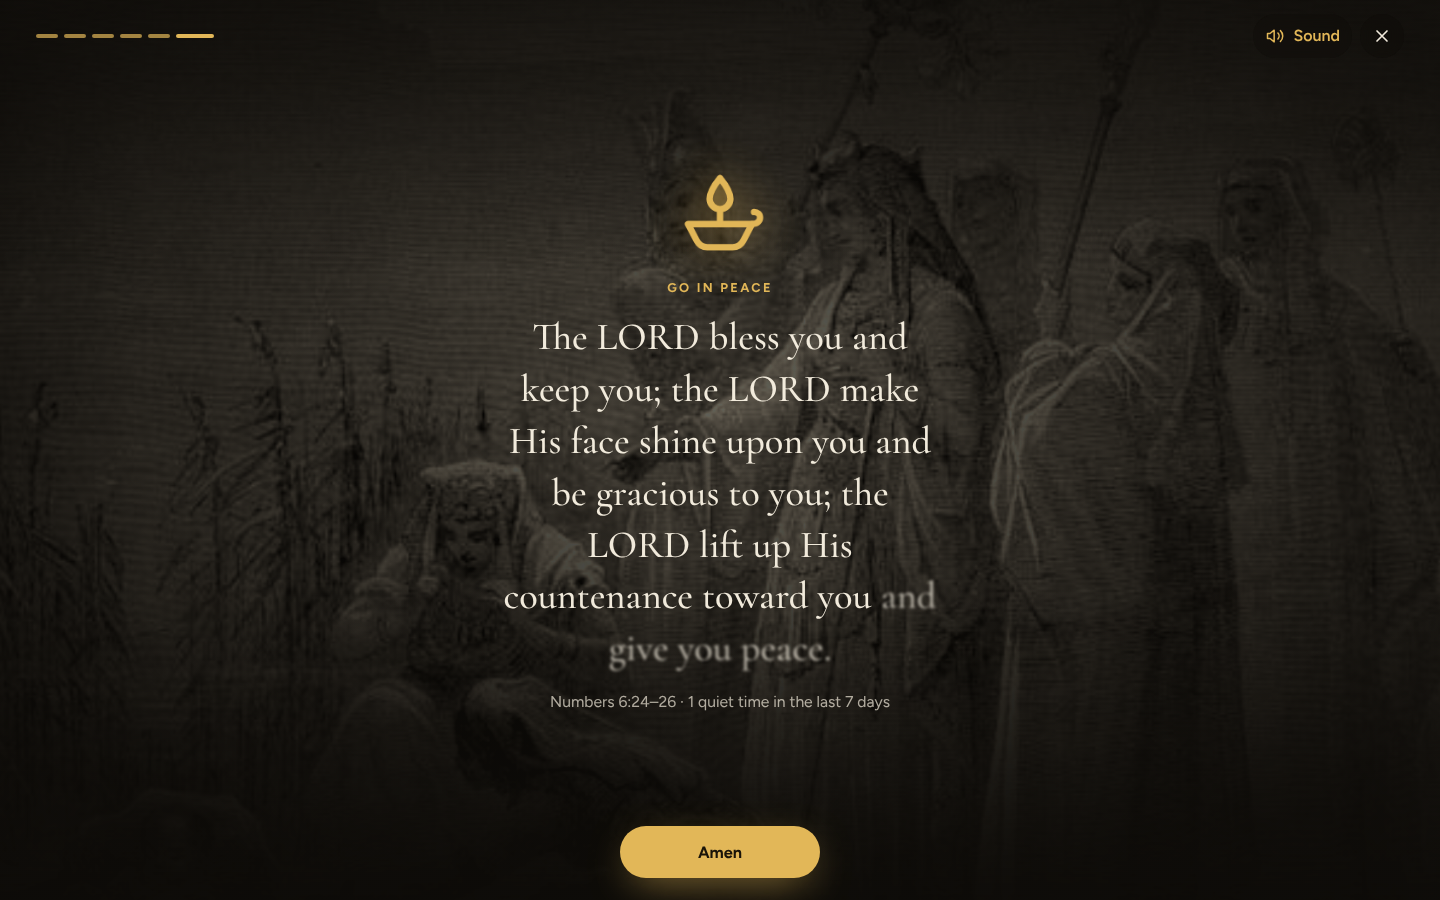 Sound
GO IN PEACE
The LORD bless you and
keep you; the LORD make
His face shine upon you and
be gracious to you; the
LORD lift up His
countenance toward you and
give you peace.
Numbers 6:24–26 · 1 quiet time in the last 7 days
Amen